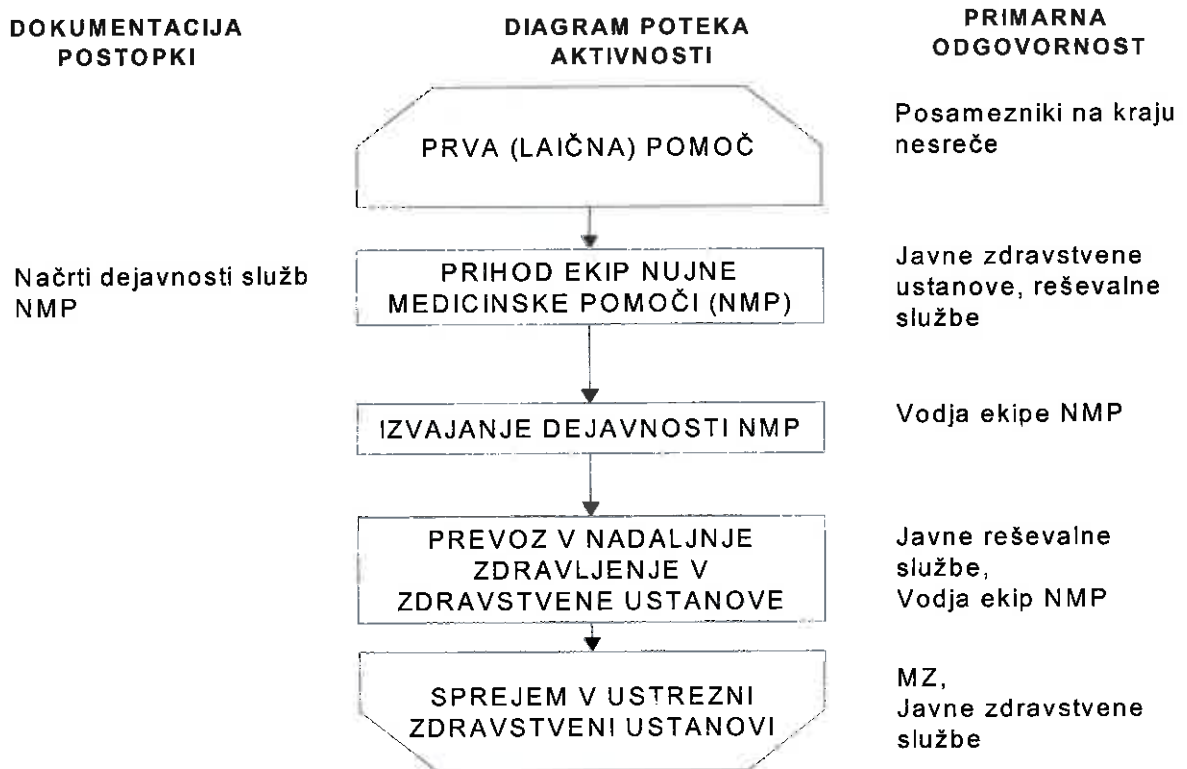 DOKUMENTACIJA
POSTOPKI
DIAGRAM POTEKA
AKTIVNOSTI
PRIMARNA
ODGOVORNOST
PRVA (LAIČNA) POMOČ
Posamezniki na kraju
nesreče
Načrti dejavnosti služb
NMP
PRIHOD EKIP NUJNE
MEDICINSKE POMOČI (NMP)
Javne zdravstvene
ustanove, reševalne
službe
IZVAJANJE DEJAVNOSTI NMP
Vodja ekipe NMP
PREVOZ V NADALJNJE
ZDRAVLJENJE V
ZDRAVSTVENE USTANOVE
Javne reševalne
službe,
Vodja ekip NMP
SPREJEM V USTREZNI
ZDRAVSTVENI USTANOVI
MZ,
Javne zdravstvene
službe